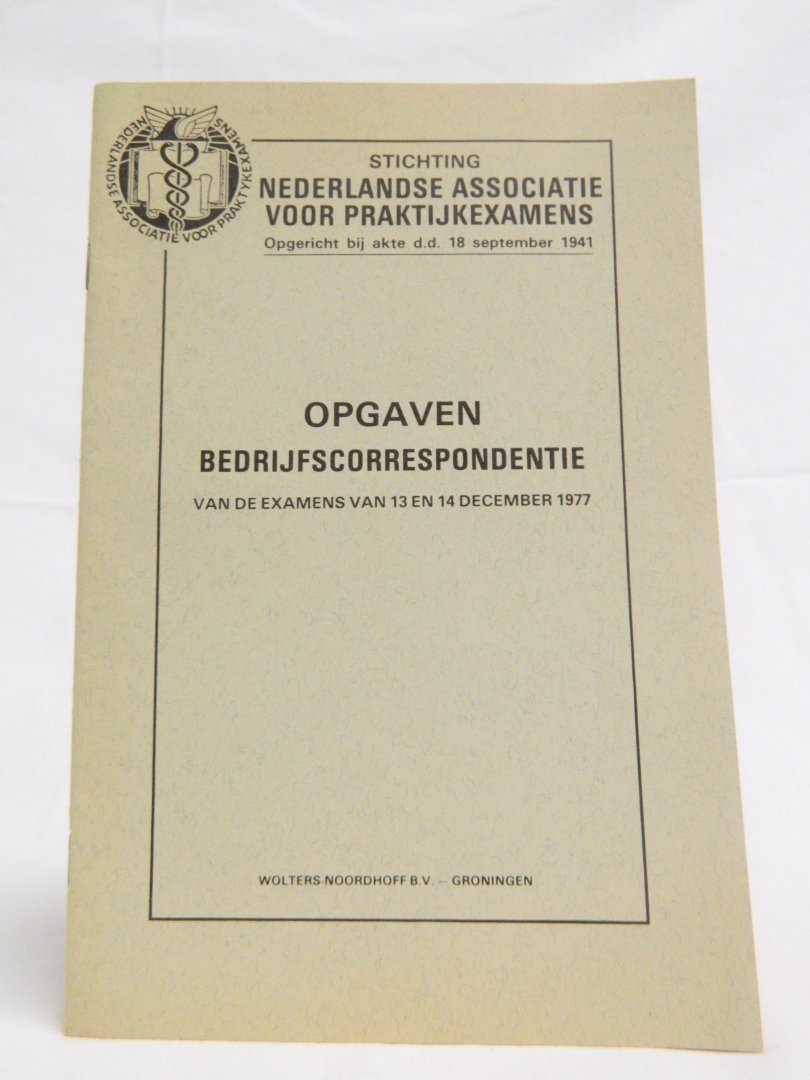 NEDERLANDSE ASSOCIATIE VOOR PRAKTYKEXAMENS
STICHTING
NEDERLANDSE ASSOCIATIE
VOOR PRAKTIJKEXAMENS
Opgericht bij akte d.d. 18 september 1941
OPGAVEN
BEDRIJFSCORRESPONDENTIE
VAN DE EXAMENS VAN 13 EN 14 DECEMBER 1977
WOLTERS-NOORDHOFF B.V. – GRONINGEN